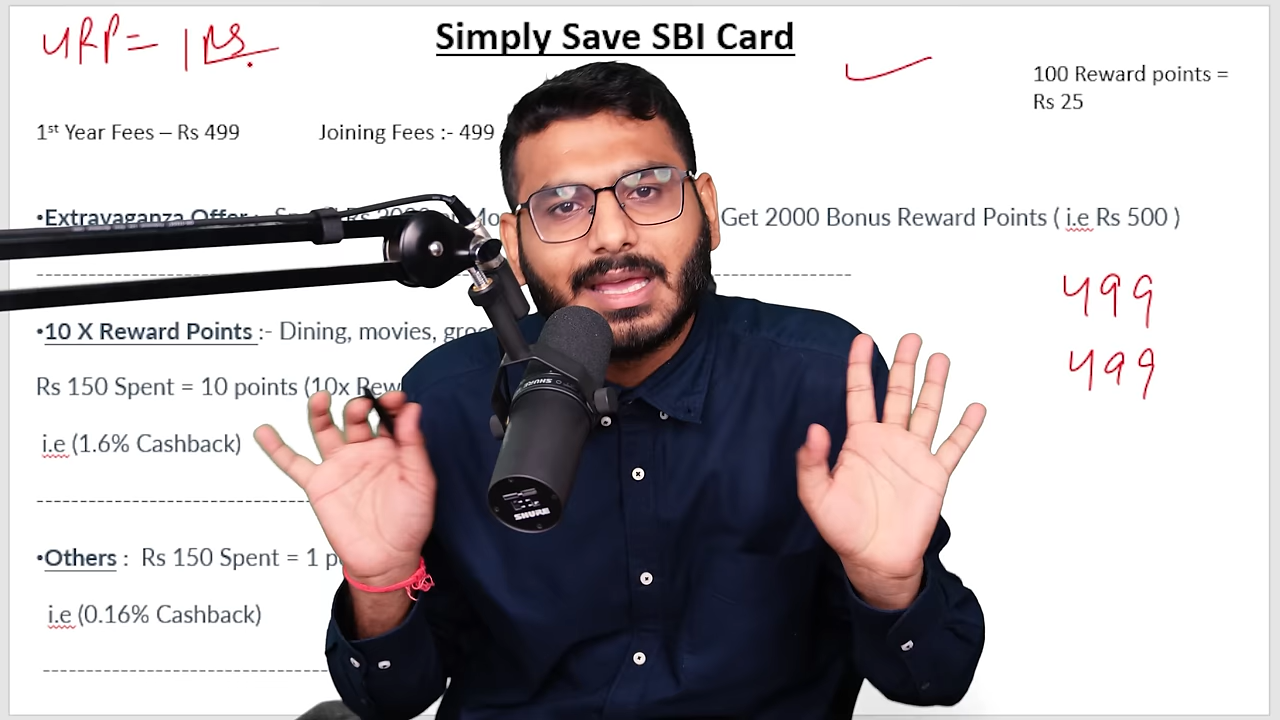 4RP = 1 Rs.
Simply Save SBI Card
100 Reward points =
Rs 25
1st Year Fees – Rs 499 Joining Fees :- 499
•Extravaganza Offer :- Get 2000 Bonus Reward Points ( i.e Rs 500 )
499
499
•10 X Reward Points :- Dining, movies,
Rs 150 Spent = 10 points (10x
i.e (1.6% Cashback)
•Others : Rs 150 Spent = 1
i.e (0.16% Cashback)
SHURE